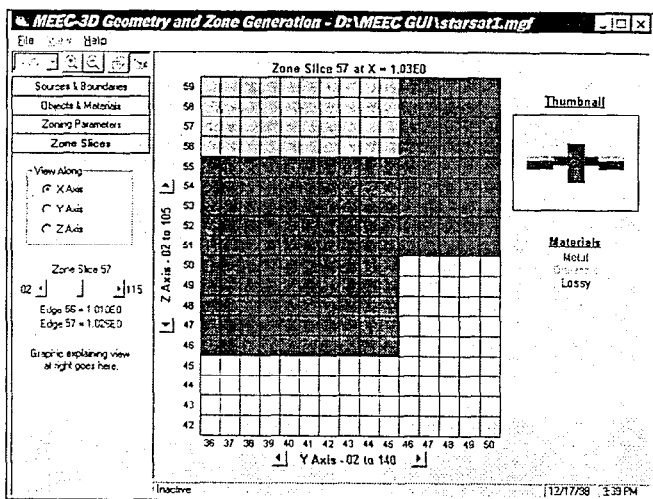 MEEC-3D Geometry and Zone Generation - D:\MEEC GUI\starsat1.mgf
File View Help
Sources & Boundaries
Objects & Materials
Zoning Parameters
Zone Slices
View Along
X Axis
Y Axis
Z Axis
Zone Slice 57
02 115
Edge 56 = 1.010E0
Edge 57 = 1.025E0
Graphic explaining view
at right goes here.
Zone Slice 57 at X = 1.03E0
Z Axis - 02 to 105
59
58
57
56
55
54
53
52
51
50
49
48
47
46
45
44
43
42
36 37 38 39 40 41 42 43 44 45 46 47 48 49 50
Y Axis - 02 to 140
Thumbnail
Materials
Metal
Lossy
Inactive
12/17/98 3:39 PM